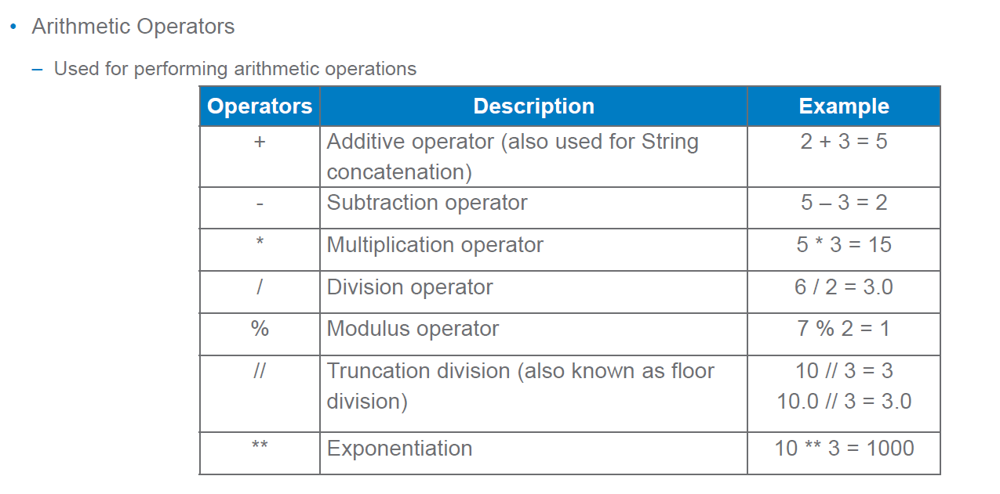 • Arithmetic Operators
– Used for performing arithmetic operations
Operators Description Example
+ Additive operator (also used for String 2 + 3 = 5
concatenation)
- Subtraction operator 5 – 3 = 2
* Multiplication operator 5 * 3 = 15
/ Division operator 6 / 2 = 3.0
% Modulus operator 7 % 2 = 1
// Truncation division (also known as floor 10 // 3 = 3
division) 10.0 // 3 = 3.0
** Exponentiation 10 ** 3 = 1000